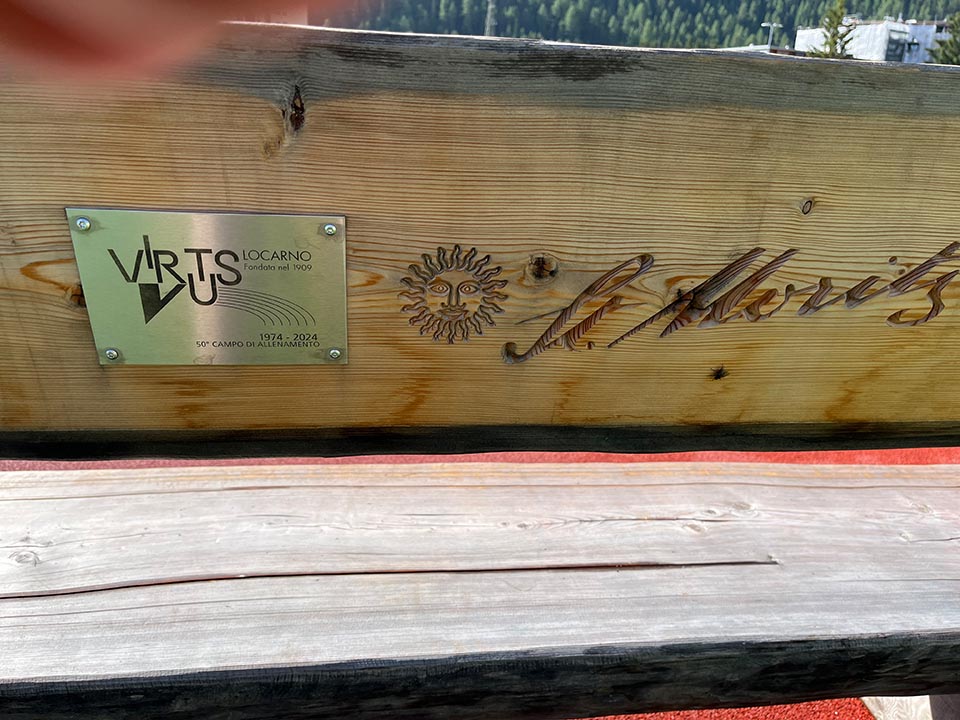 VIRTUS LOCARNO
Fondata nel 1909
1974 - 2024
50° CAMPO DI ALLENAMENTO
St. Moritz